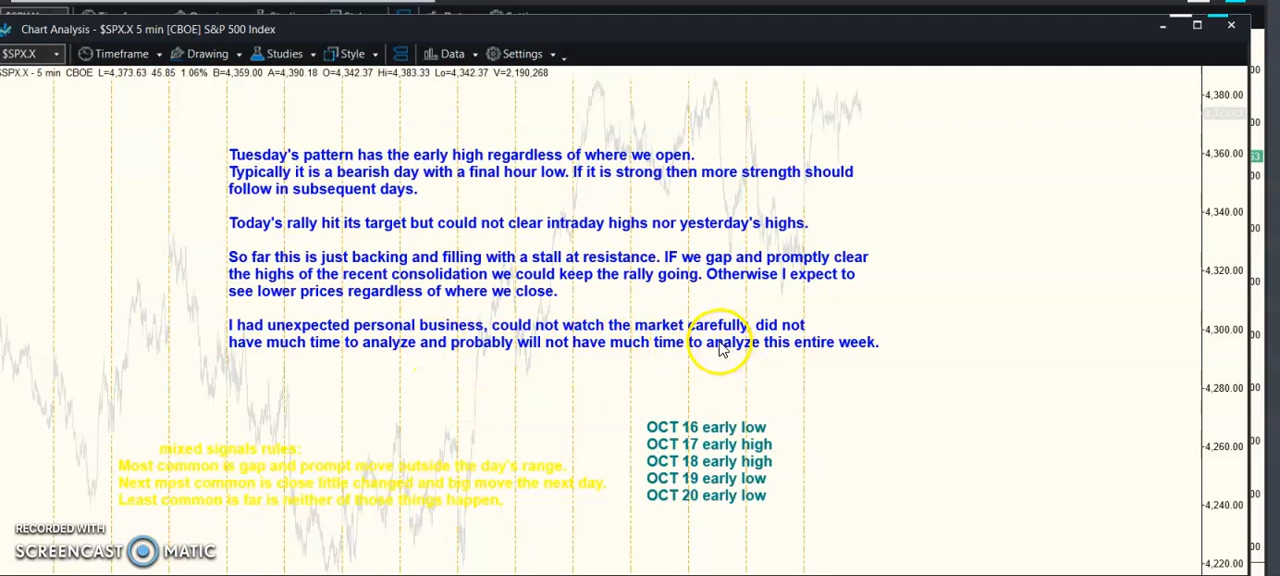 Chart Analysis - $SPX.X 5 min [CBOE] S&P 500 Index
$SPX.X Timeframe Drawing Studies Style Data Settings
$SPX.X - 5 min CBOE L=4,373.63 45.85 1.06% B=4,359.00 A=4,390.18 O=4,342.37 Hi=4,383.33 Lo=4,342.37 V=2,190,268
4,380.00
4,360.00
4,340.00
4,320.00
4,300.00
4,280.00
4,260.00
4,240.00
4,220.00
Tuesday's pattern has the early high regardless of where we open.
Typically it is a bearish day with a final hour low. If it is strong then more strength should
follow in subsequent days.
Today's rally hit its target but could not clear intraday highs nor yesterday's highs.
So far this is just backing and filling with a stall at resistance. IF we gap and promptly clear
the highs of the recent consolidation we could keep the rally going. Otherwise I expect to
see lower prices regardless of where we close.
I had unexpected personal business, could not watch the market carefully, did not
have much time to analyze and probably will not have much time to analyze this entire week.
mixed signals rules:
Most common is gap and prompt move outside the day's range.
Next most common is close little changed and big move the next day.
Least common is far is neither of those things happen.
OCT 16 early low
OCT 17 early high
OCT 18 early high
OCT 19 early low
OCT 20 early low
RECORDED WITH
SCREENCAST MATIC